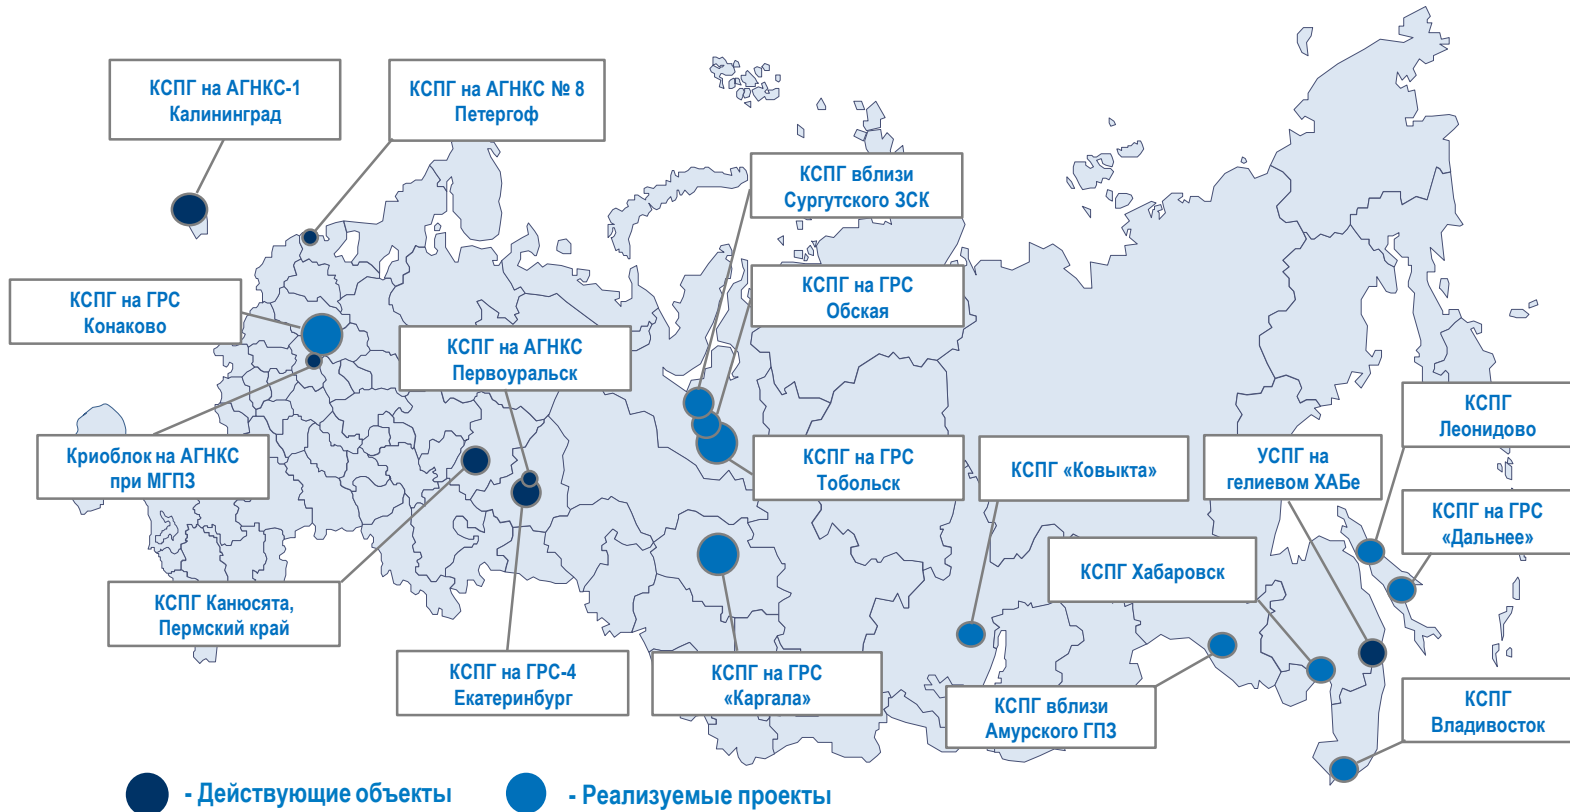 КСПГ на АГНКС-1
Калининград
КСПГ на АГНКС № 8
Петергоф
КСПГ вблизи
Сургутского ЗСК
КСПГ на ГРС
Обская
КСПГ на ГРС
Конаково
КСПГ на АГНКС
Первоуральск
КСПГ
Леонидово
Криоблок на АГНКС
при МГПЗ
КСПГ на ГРС
Тобольск
КСПГ «Ковыкта»
УСПГ на
гелиевом ХАБе
КСПГ на ГРС
«Дальнее»
КСПГ Хабаровск
КСПГ Канюсята,
Пермский край
КСПГ на ГРС-4
Екатеринбург
КСПГ на ГРС
«Каргала»
КСПГ вблизи
Амурского ГПЗ
КСПГ
Владивосток
- Действующие объекты
- Реализуемые проекты